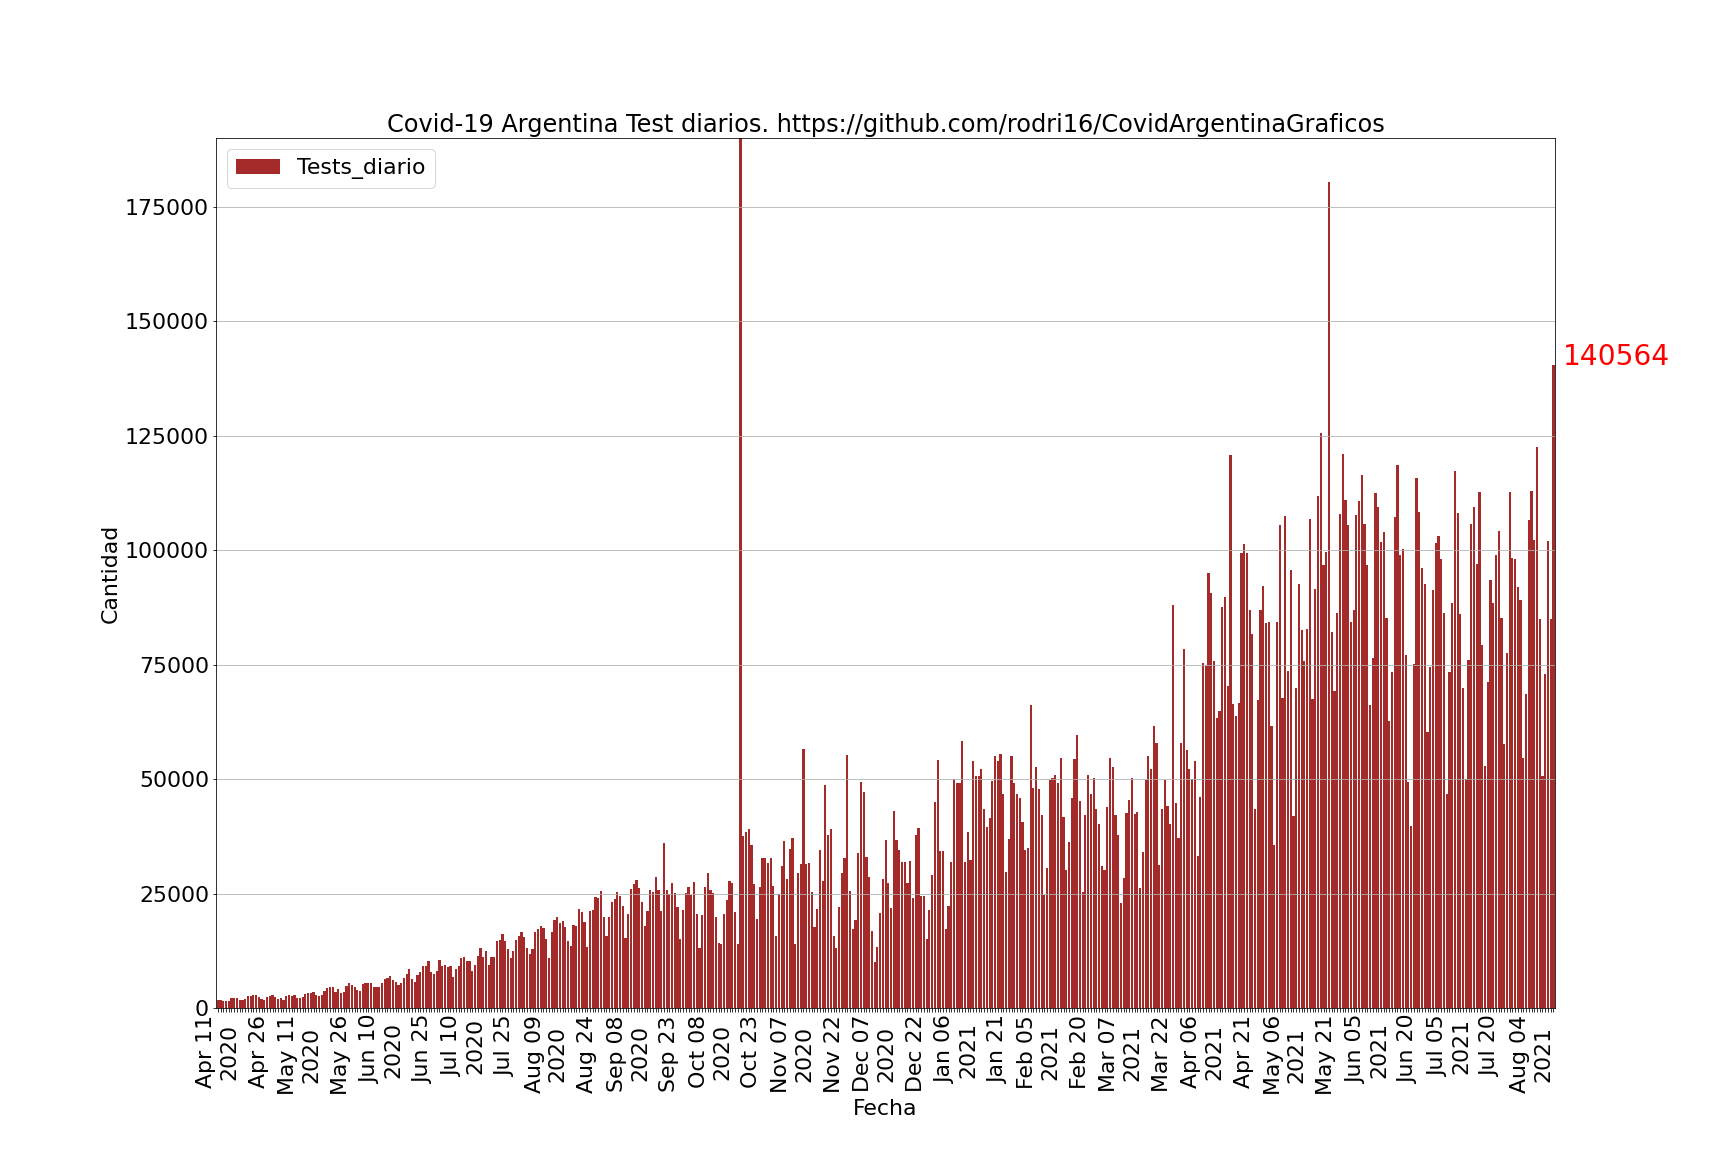 Covid-19 Argentina Test diarios. https://github.com/rodri16/CovidArgentinaGraficos
Tests_diario
175000
150000
140564
125000
100000
75000
50000
25000
0
Cantidad
Apr 11
2020
Apr 26
May 11
2020
May 26
Jun 10
2020
Jun 25
Jul 10
2020
Jul 25
Aug 09
2020
Aug 24
Sep 08
2020
Sep 23
Oct 08
2020
Oct 23
Nov 07
2020
Nov 22
Dec 07
2020
Dec 22
Jan 06
2021
Jan 21
Feb 05
2021
Feb 20
Mar 07
2021
Mar 22
Apr 06
2021
Apr 21
May 06
2021
May 21
Jun 05
2021
Jun 20
Jul 05
2021
Jul 20
Aug 04
2021
Fecha